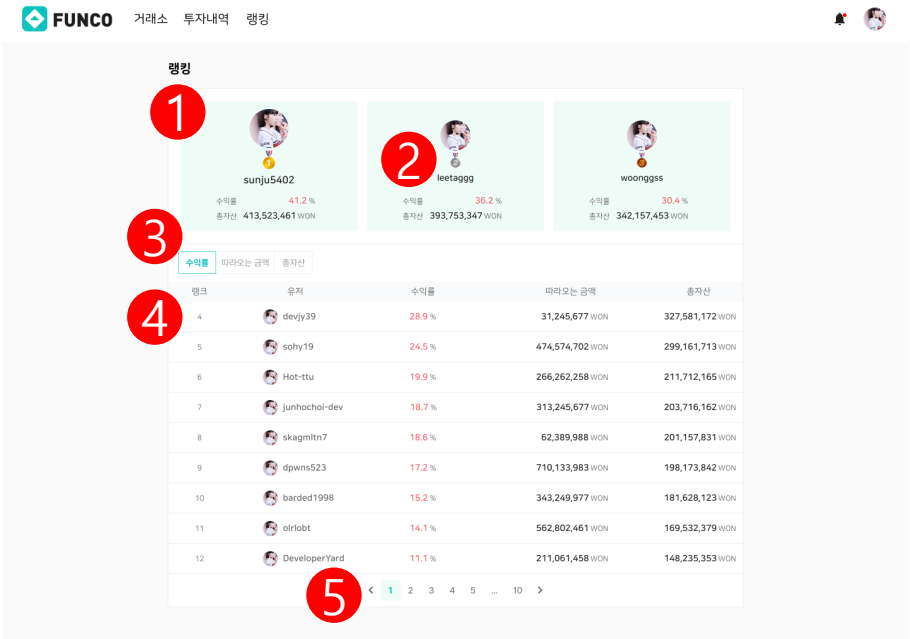 FUNCO 거래소 투자내역 랭킹
랭킹
1
1
sunju5402
수익률 41.2 %
총자산 413,523,461 WON
2
2
leetaggg
수익률 36.2 %
총자산 393,753,347 WON
3
woonggss
수익률 30.4 %
총자산 342,157,453 WON
3
수익률 따라오는 금액 총자산
랭크 유저 수익률 따라오는 금액 총자산
4
4 devjy39 28.9 % 31,245,677 WON 327,581,172 WON
5 sohy19 24.5 % 474,574,702 WON 299,161,713 WON
6 Hot-ttu 19.9 % 266,262,258 WON 211,712,165 WON
7 junhochoi-dev 18.7 % 313,245,677 WON 203,716,162 WON
8 skagmltn7 18.6 % 62,389,988 WON 201,157,831 WON
9 dpwns523 17.2 % 710,133,983 WON 198,173,842 WON
10 barded1998 15.2 % 343,249,977 WON 181,628,123 WON
11 olrlobt 14.1 % 562,802,461 WON 169,532,379 WON
12 DeveloperYard 11.1 % 211,061,458 WON 148,235,353 WON
5
< 1 2 3 4 5 ... 10 >